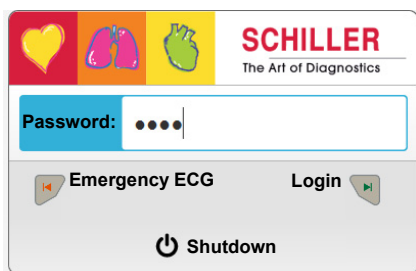 SCHILLER
The Art of Diagnostics
Password: ●●●●
Emergency ECG Login
Shutdown